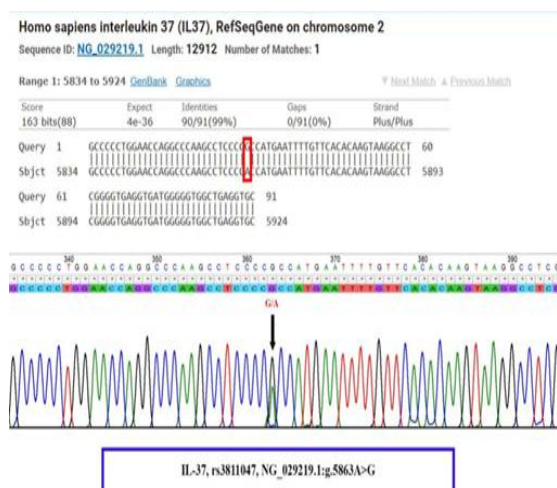 Homo sapiens interleukin 37 (IL37), RefSeqGene on chromosome 2
Sequence ID: NG_029219.1 Length: 12912 Number of Matches: 1
Range 1: 5834 to 5924 GenBank Graphics Next Match Previous Match
Score Expect Identities Gaps Strand
163 bits(88) 4e-36 90/91(99%) 0/91(0%) Plus/Plus
Query 1 GCCCCCTGGAACCAGGCCCAAGCCTCCCCGCCATGAATTTTGTTCACACAAGTAAGGCCT 60
Sbjct 5834 GCCCCCTGGAACCAGGCCCAAGCCTCCCCACCATGAATTTTGTTCACACAAGTAAGGCCT 5893
Query 61 CGGGGTGAGGTGATGGGGGTGGCTGAGGTGC 91
Sbjct 5894 CGGGGTGAGGTGATGGGGGTGGCTGAGGTGC 5924
340 350 360 370 380 390
G C C C C C T G G A A C C A G G C C C A A G C C T C C C C G C C A T G A A T T T T G T T C A C A C A A G T A A G G C C T C
G C C C C C T G G A A C C A G G C C C A A G C C T C C C C G C C A T G A A T T T T G T T C A C A C A A G T A A G G C C T C
G/A
IL-37, rs3811047, NG_029219.1:g.5863A>G